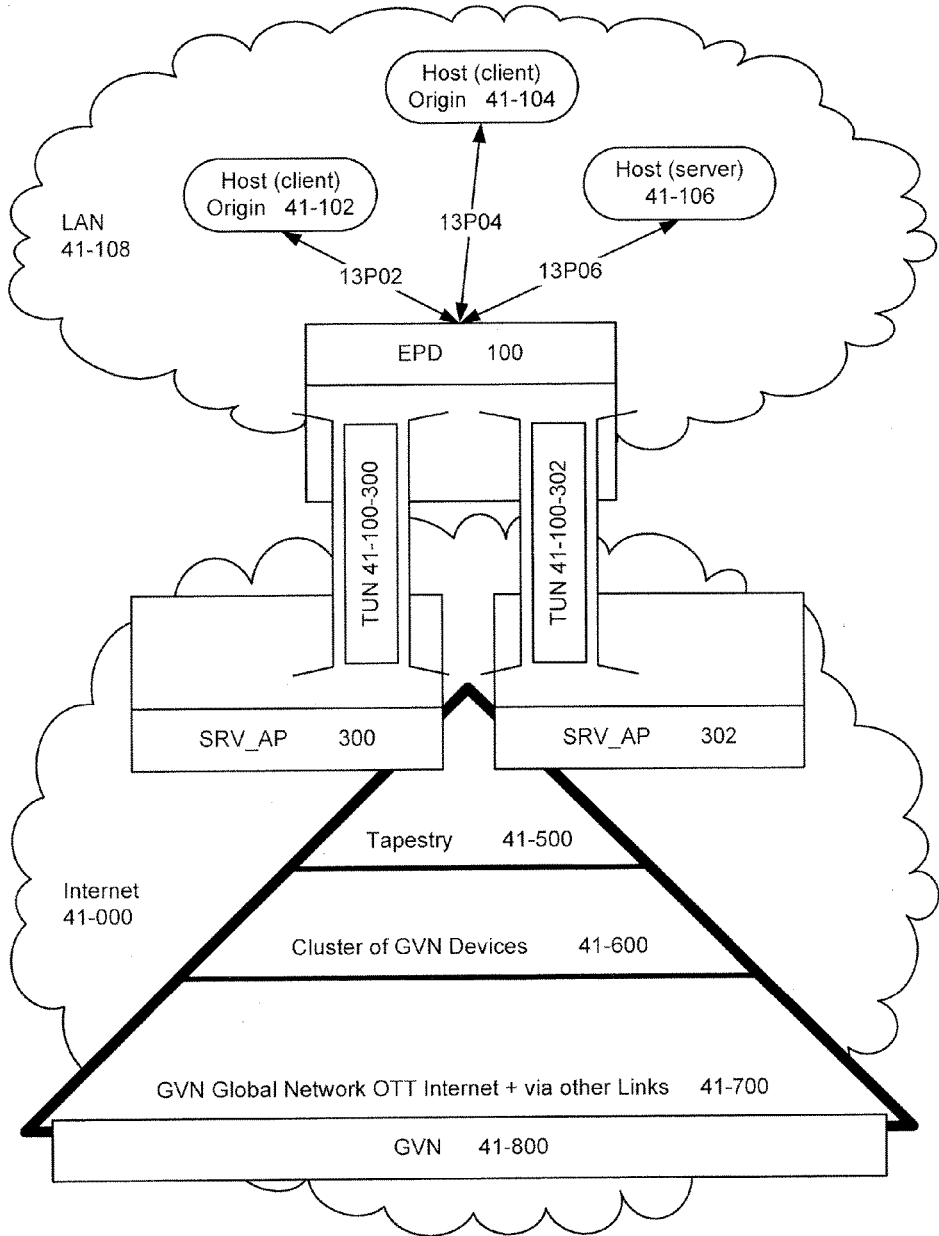 Host (client)
Origin 41-104
Host (client)
Origin 41-102
Host (server)
41-106
LAN
41-108
13P04
13P02
13P06
EPD 100
TUN 41-100-300
TUN 41-100-302
SRV_AP 300
SRV_AP 302
Tapestry 41-500
Internet
41-000
Cluster of GVN Devices 41-600
GVN Global Network OTT Internet + via other Links 41-700
GVN 41-800